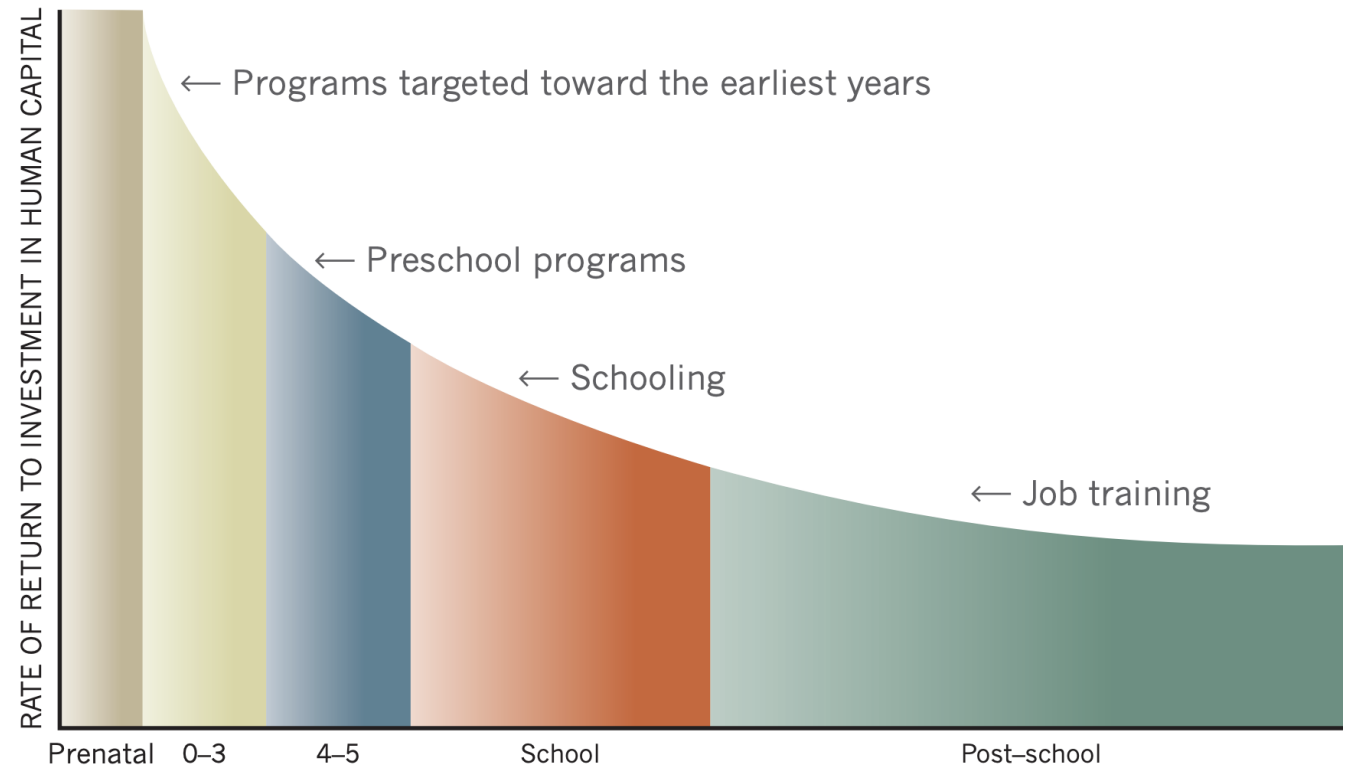 RATE OF RETURN TO INVESTMENT IN HUMAN CAPITAL
← Programs targeted toward the earliest years
← Preschool programs
← Schooling
← Job training
Prenatal 0–3 4–5 School Post–school